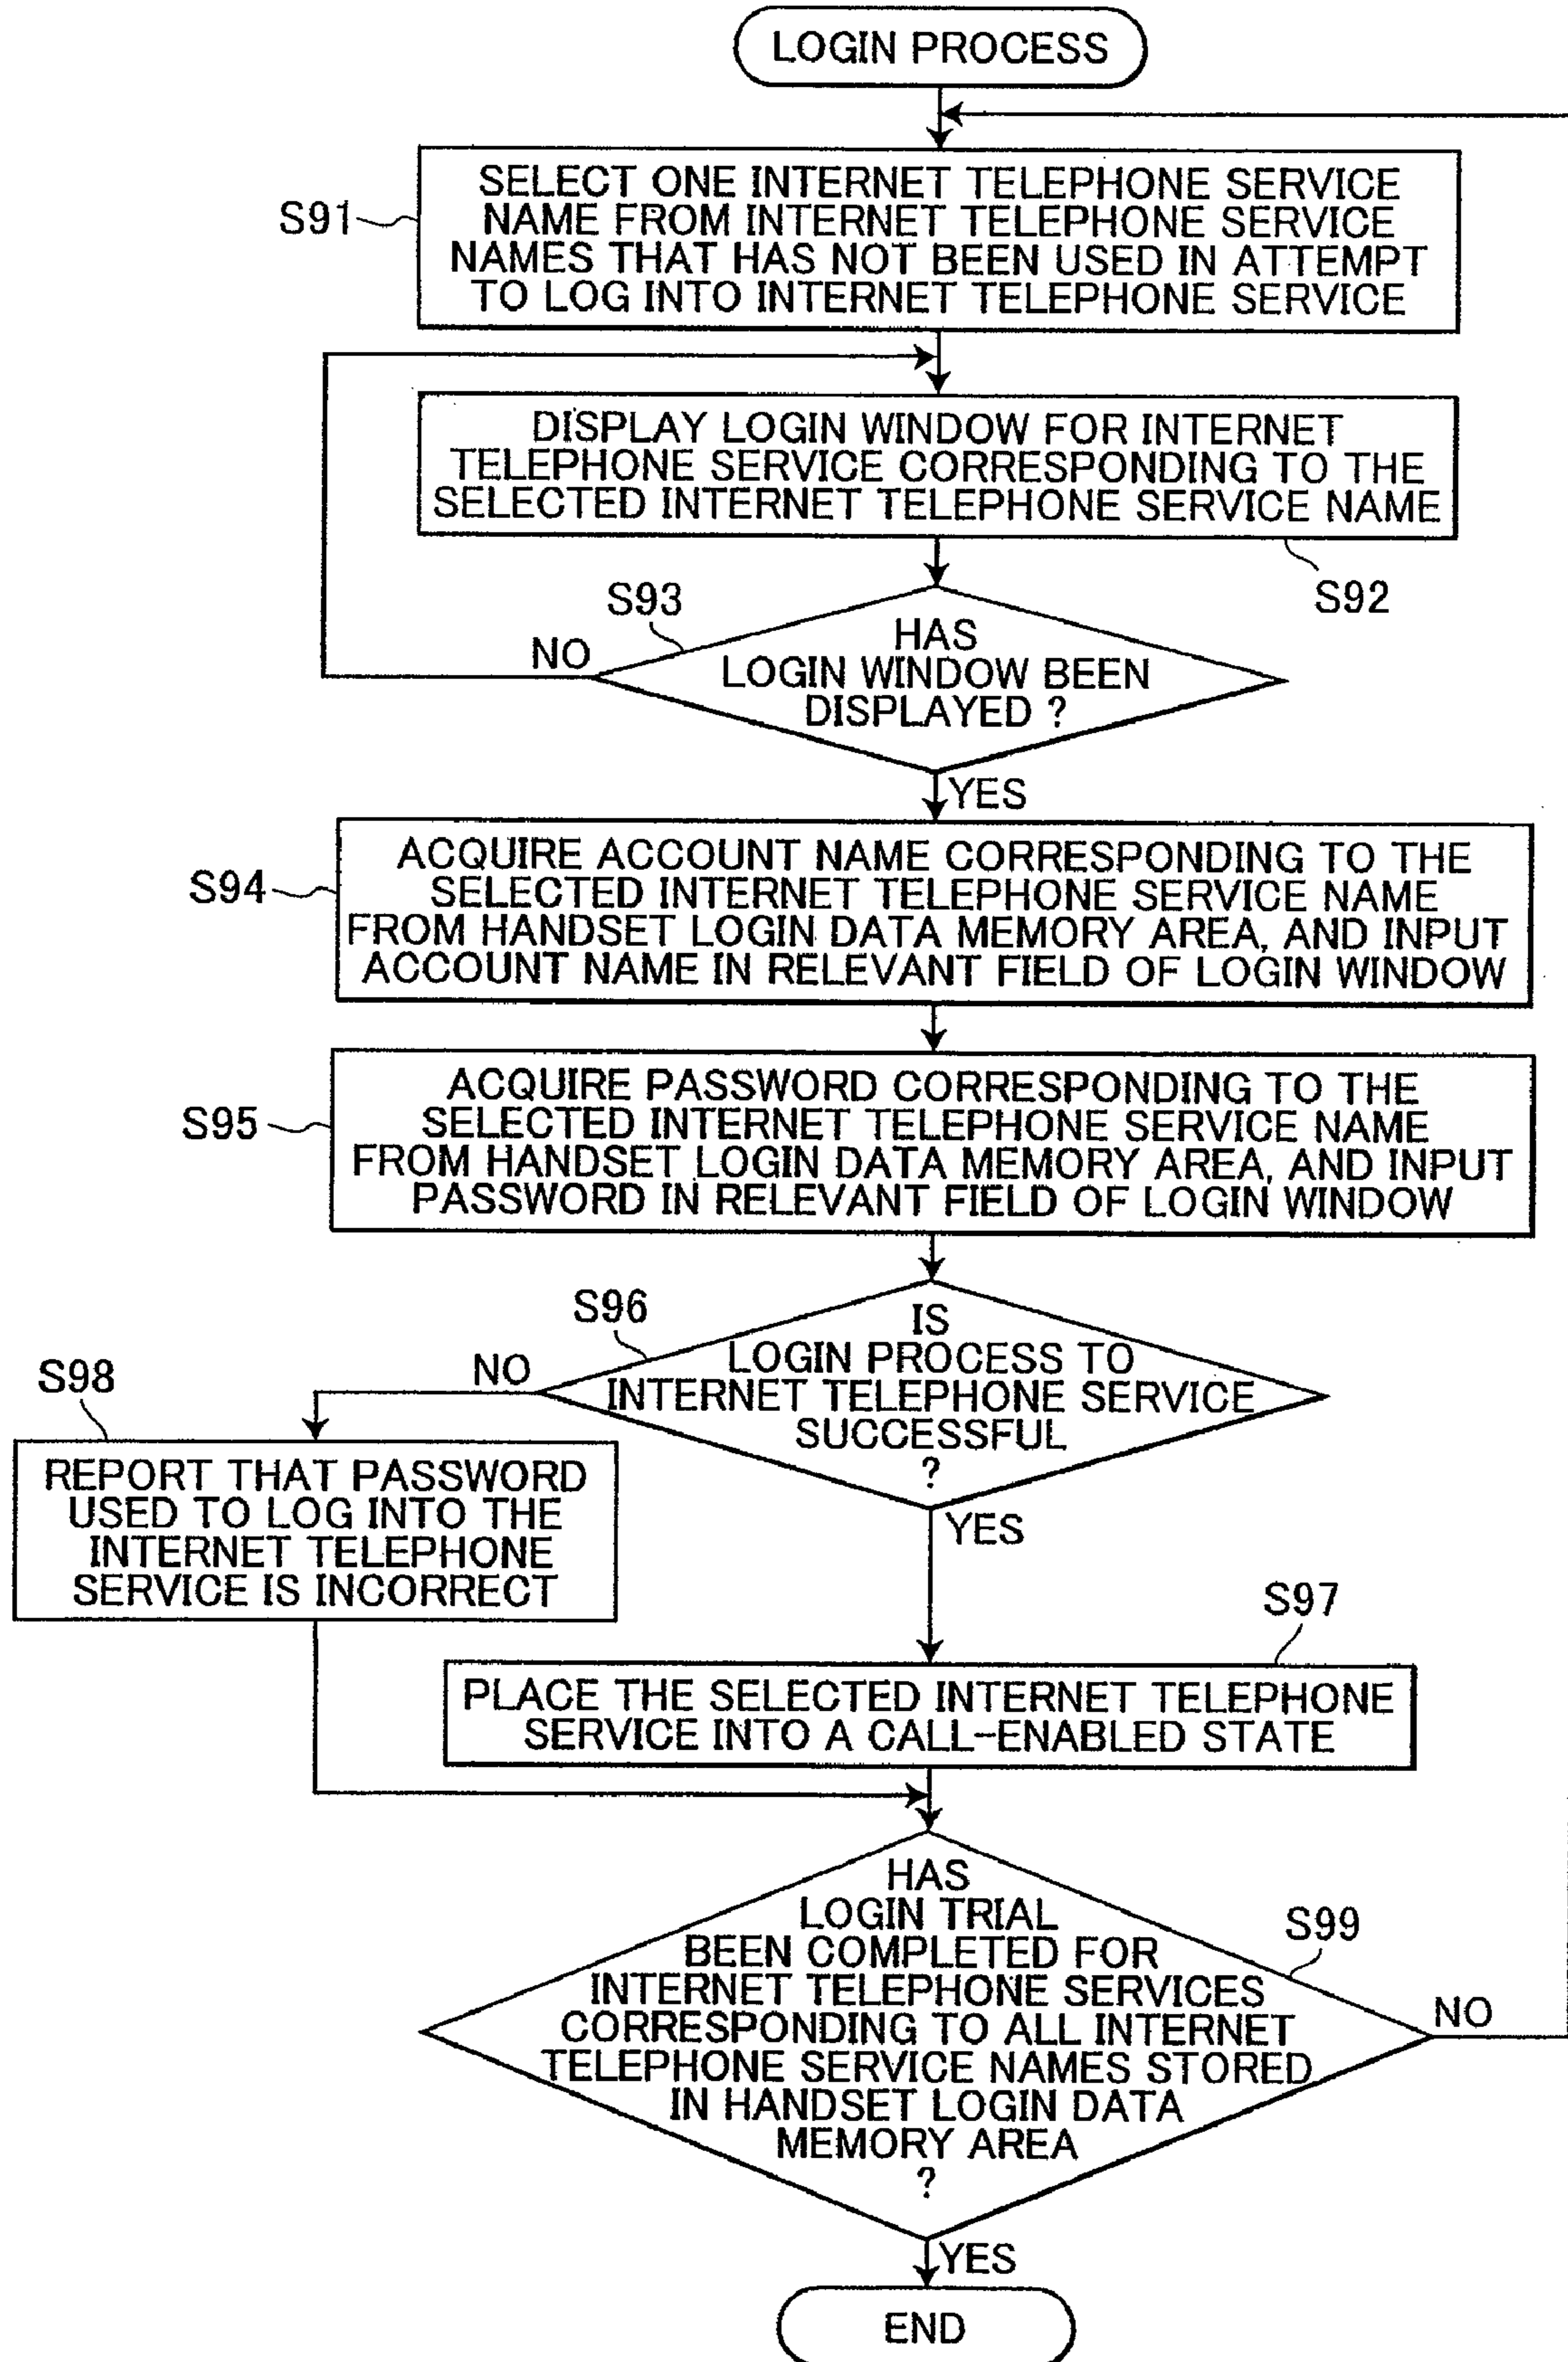 LOGIN PROCESS
S91
SELECT ONE INTERNET TELEPHONE SERVICE
NAME FROM INTERNET TELEPHONE SERVICE
NAMES THAT HAS NOT BEEN USED IN ATTEMPT
TO LOG INTO INTERNET TELEPHONE SERVICE
DISPLAY LOGIN WINDOW FOR INTERNET
TELEPHONE SERVICE CORRESPONDING TO THE
SELECTED INTERNET TELEPHONE SERVICE NAME
S92
S93
HAS
LOGIN WINDOW BEEN
DISPLAYED ?
NO
YES
S94
ACQUIRE ACCOUNT NAME CORRESPONDING TO THE
SELECTED INTERNET TELEPHONE SERVICE NAME
FROM HANDSET LOGIN DATA MEMORY AREA, AND INPUT
ACCOUNT NAME IN RELEVANT FIELD OF LOGIN WINDOW
S95
ACQUIRE PASSWORD CORRESPONDING TO THE
SELECTED INTERNET TELEPHONE SERVICE NAME
FROM HANDSET LOGIN DATA MEMORY AREA, AND INPUT
PASSWORD IN RELEVANT FIELD OF LOGIN WINDOW
S96
IS
LOGIN PROCESS TO
INTERNET TELEPHONE SERVICE
SUCCESSFUL
?
NO
YES
S98
REPORT THAT PASSWORD
USED TO LOG INTO THE
INTERNET TELEPHONE
SERVICE IS INCORRECT
S97
PLACE THE SELECTED INTERNET TELEPHONE
SERVICE INTO A CALL-ENABLED STATE
S99
HAS
LOGIN TRIAL
BEEN COMPLETED FOR
INTERNET TELEPHONE SERVICES
CORRESPONDING TO ALL INTERNET
TELEPHONE SERVICE NAMES STORED
IN HANDSET LOGIN DATA
MEMORY AREA
?
NO
YES
END